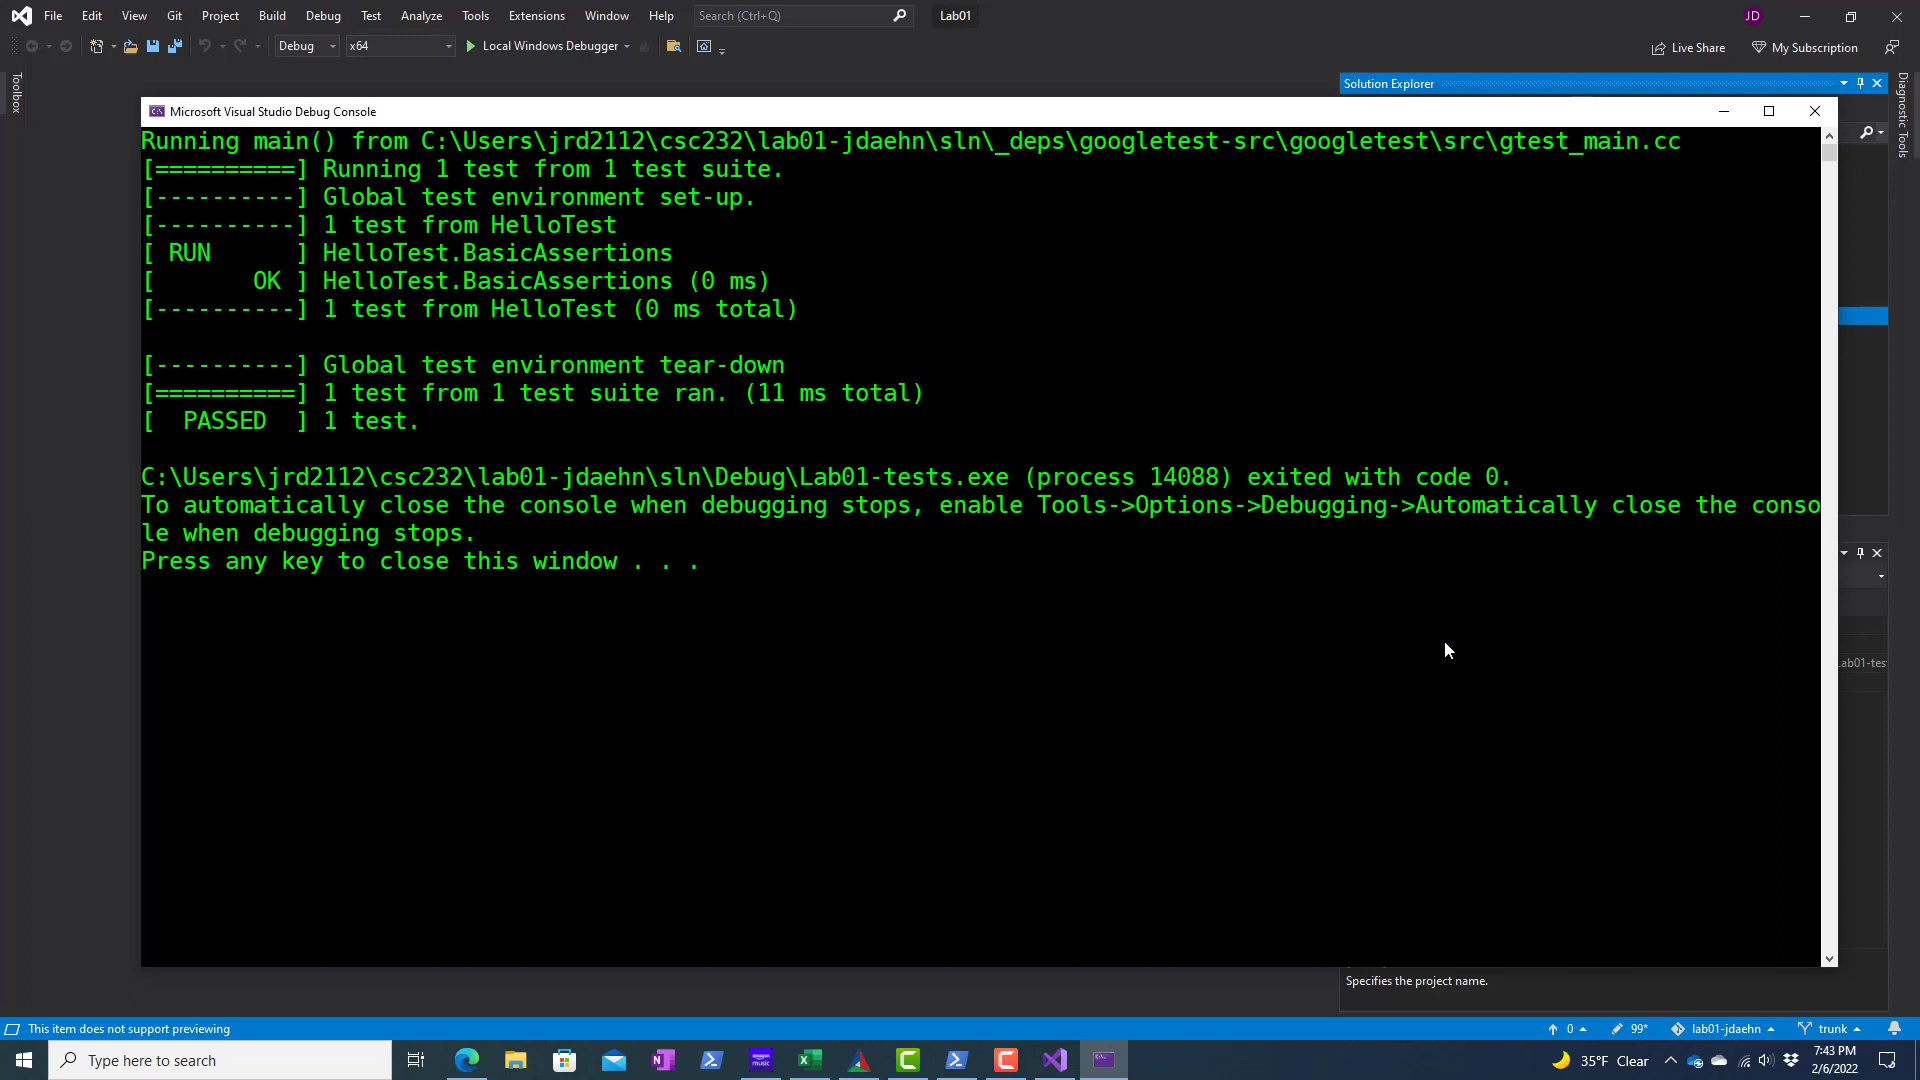 File Edit View Git Project Build Debug Test Analyze Tools Extensions Window Help Search (Ctrl+Q) Lab01 JD
Debug x64 Local Windows Debugger Live Share My Subscription
Toolbox
Solution Explorer
Diagnostic Tools
Microsoft Visual Studio Debug Console
Running main() from C:\Users\jrd2112\csc232\lab01-jdaehn\sln\_deps\googletest-src\googletest\src\gtest_main.cc
[==========] Running 1 test from 1 test suite.
[----------] Global test environment set-up.
[----------] 1 test from HelloTest
[ RUN      ] HelloTest.BasicAssertions
[       OK ] HelloTest.BasicAssertions (0 ms)
[----------] 1 test from HelloTest (0 ms total)
[----------] Global test environment tear-down
[==========] 1 test from 1 test suite ran. (11 ms total)
[  PASSED  ] 1 test.
C:\Users\jrd2112\csc232\lab01-jdaehn\sln\Debug\Lab01-tests.exe (process 14088) exited with code 0.
To automatically close the console when debugging stops, enable Tools->Options->Debugging->Automatically close the conso
le when debugging stops.
Press any key to close this window . . .
Lab01-tes
Specifies the project name.
This item does not support previewing 0 99* lab01-jdaehn trunk
Type here to search 35°F Clear 7:43 PM
2/6/2022